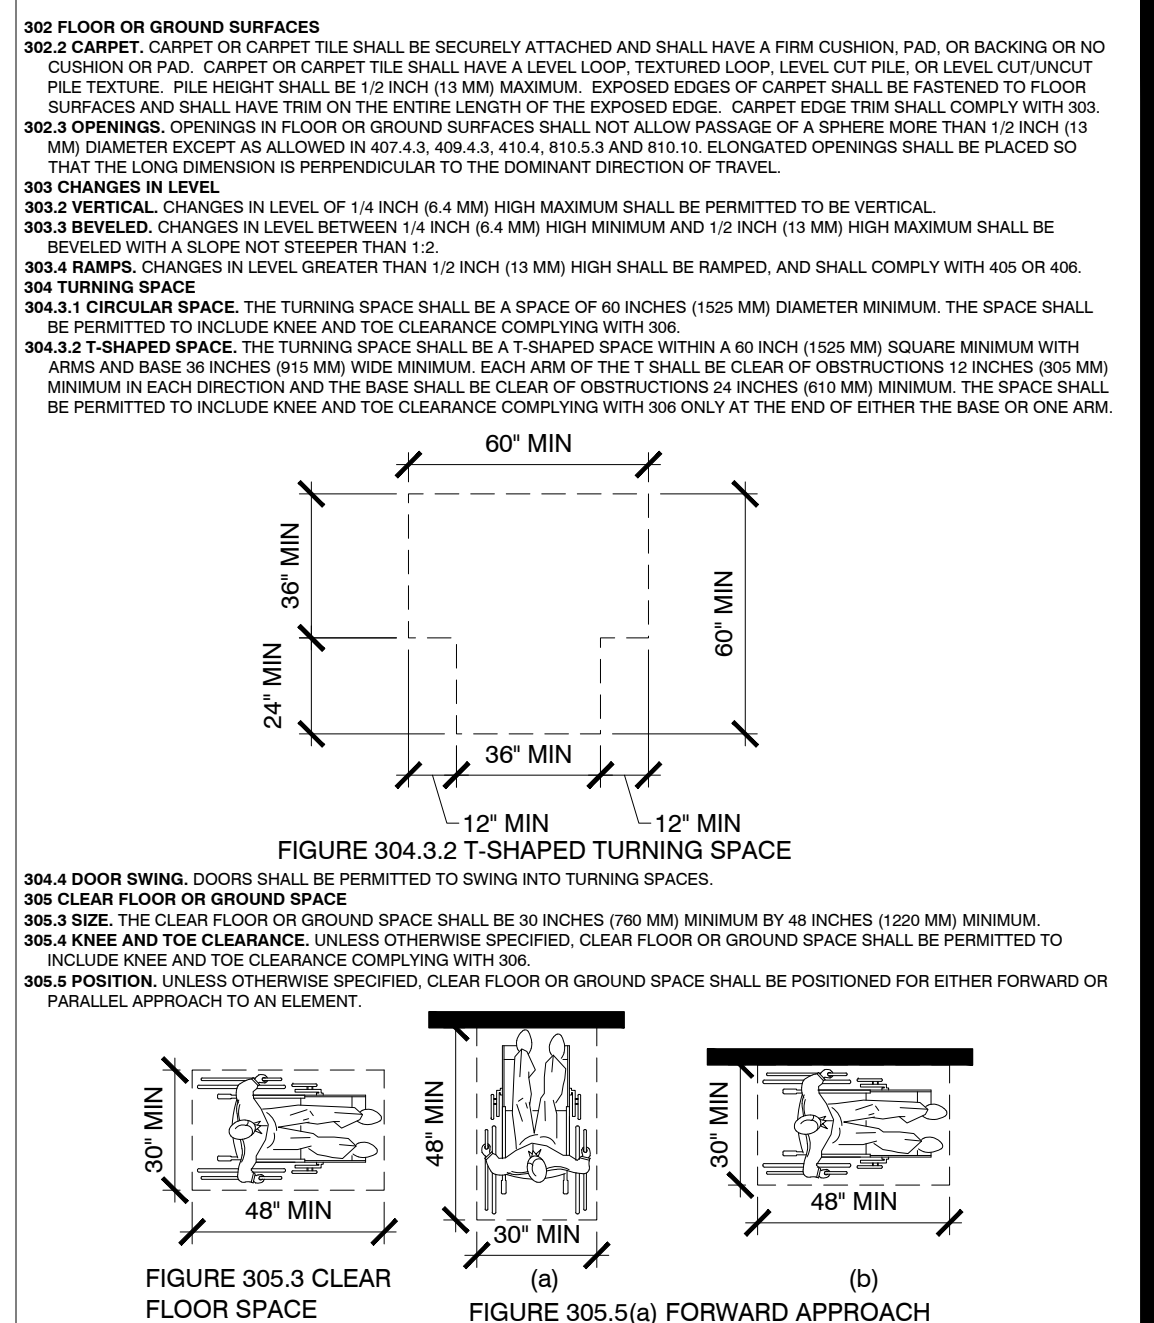 302 FLOOR OR GROUND SURFACES
302.2 CARPET. CARPET OR CARPET TILE SHALL BE SECURELY ATTACHED AND SHALL HAVE A FIRM CUSHION, PAD, OR BACKING OR NO
CUSHION OR PAD. CARPET OR CARPET TILE SHALL HAVE A LEVEL LOOP, TEXTURED LOOP, LEVEL CUT PILE, OR LEVEL CUT/UNCUT
PILE TEXTURE. PILE HEIGHT SHALL BE 1/2 INCH (13 MM) MAXIMUM. EXPOSED EDGES OF CARPET SHALL BE FASTENED TO FLOOR
SURFACES AND SHALL HAVE TRIM ON THE ENTIRE LENGTH OF THE EXPOSED EDGE. CARPET EDGE TRIM SHALL COMPLY WITH 303.
302.3 OPENINGS. OPENINGS IN FLOOR OR GROUND SURFACES SHALL NOT ALLOW PASSAGE OF A SPHERE MORE THAN 1/2 INCH (13
MM) DIAMETER EXCEPT AS ALLOWED IN 407.4.3, 409.4.3, 410.4, 810.5.3 AND 810.10. ELONGATED OPENINGS SHALL BE PLACED SO
THAT THE LONG DIMENSION IS PERPENDICULAR TO THE DOMINANT DIRECTION OF TRAVEL.
303 CHANGES IN LEVEL
303.2 VERTICAL. CHANGES IN LEVEL OF 1/4 INCH (6.4 MM) HIGH MAXIMUM SHALL BE PERMITTED TO BE VERTICAL.
303.3 BEVELED. CHANGES IN LEVEL BETWEEN 1/4 INCH (6.4 MM) HIGH MINIMUM AND 1/2 INCH (13 MM) HIGH MAXIMUM SHALL BE
BEVELED WITH A SLOPE NOT STEEPER THAN 1:2.
303.4 RAMPS. CHANGES IN LEVEL GREATER THAN 1/2 INCH (13 MM) HIGH SHALL BE RAMPED, AND SHALL COMPLY WITH 405 OR 406.
304 TURNING SPACE
304.3.1 CIRCULAR SPACE. THE TURNING SPACE SHALL BE A SPACE OF 60 INCHES (1525 MM) DIAMETER MINIMUM. THE SPACE SHALL
BE PERMITTED TO INCLUDE KNEE AND TOE CLEARANCE COMPLYING WITH 306.
304.3.2 T-SHAPED SPACE. THE TURNING SPACE SHALL BE A T-SHAPED SPACE WITHIN A 60 INCH (1525 MM) SQUARE MINIMUM WITH
ARMS AND BASE 36 INCHES (915 MM) WIDE MINIMUM. EACH ARM OF THE T SHALL BE CLEAR OF OBSTRUCTIONS 12 INCHES (305 MM)
MINIMUM IN EACH DIRECTION AND THE BASE SHALL BE CLEAR OF OBSTRUCTIONS 24 INCHES (610 MM) MINIMUM. THE SPACE SHALL
BE PERMITTED TO INCLUDE KNEE AND TOE CLEARANCE COMPLYING WITH 306 ONLY AT THE END OF EITHER THE BASE OR ONE ARM.
60" MIN
36" MIN
60" MIN
24" MIN
36" MIN
12" MIN
12" MIN
FIGURE 304.3.2 T-SHAPED TURNING SPACE
304.4 DOOR SWING. DOORS SHALL BE PERMITTED TO SWING INTO TURNING SPACES.
305 CLEAR FLOOR OR GROUND SPACE
305.3 SIZE. THE CLEAR FLOOR OR GROUND SPACE SHALL BE 30 INCHES (760 MM) MINIMUM BY 48 INCHES (1220 MM) MINIMUM.
305.4 KNEE AND TOE CLEARANCE. UNLESS OTHERWISE SPECIFIED, CLEAR FLOOR OR GROUND SPACE SHALL BE PERMITTED TO
INCLUDE KNEE AND TOE CLEARANCE COMPLYING WITH 306.
305.5 POSITION. UNLESS OTHERWISE SPECIFIED, CLEAR FLOOR OR GROUND SPACE SHALL BE POSITIONED FOR EITHER FORWARD OR
PARALLEL APPROACH TO AN ELEMENT.
30" MIN
48" MIN
FIGURE 305.3 CLEAR
FLOOR SPACE
48" MIN
30" MIN
(a)
30" MIN
48" MIN
(b)
FIGURE 305.5(a) FORWARD APPROACH